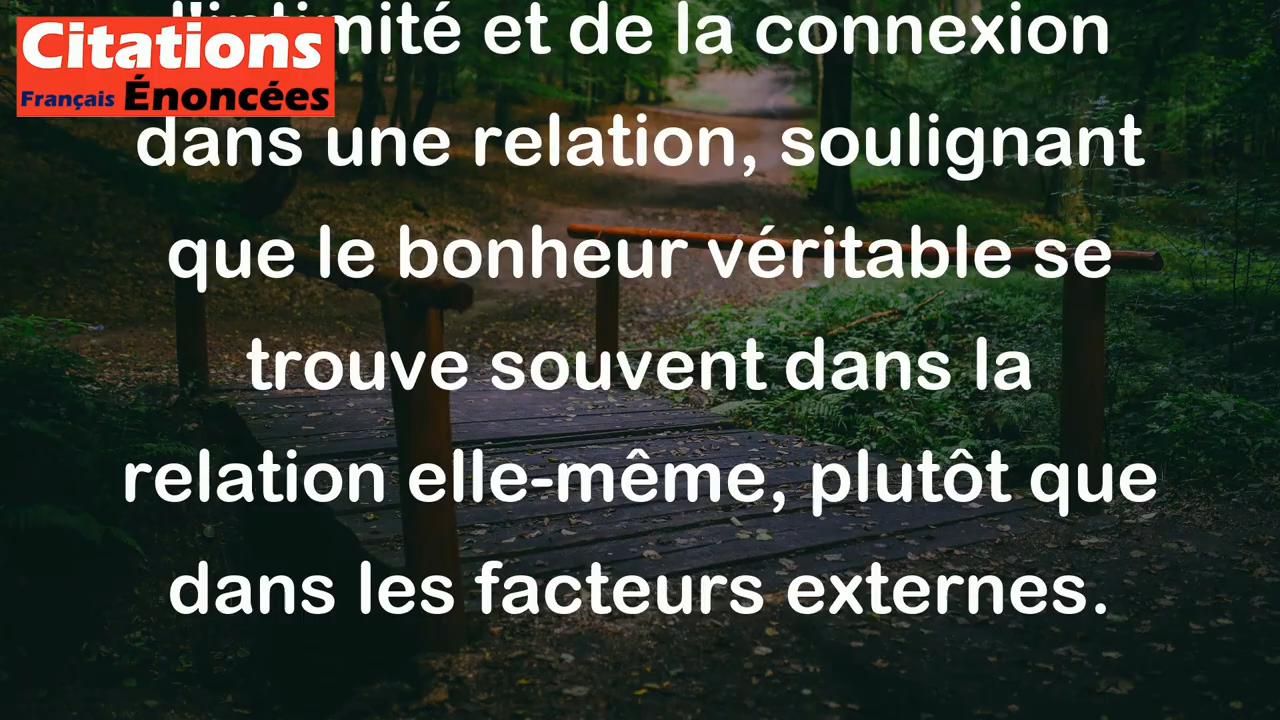 Citations
Français Énoncées
l'intimité et de la connexion
dans une relation, soulignant
que le bonheur véritable se
trouve souvent dans la
relation elle-même, plutôt que
dans les facteurs externes.